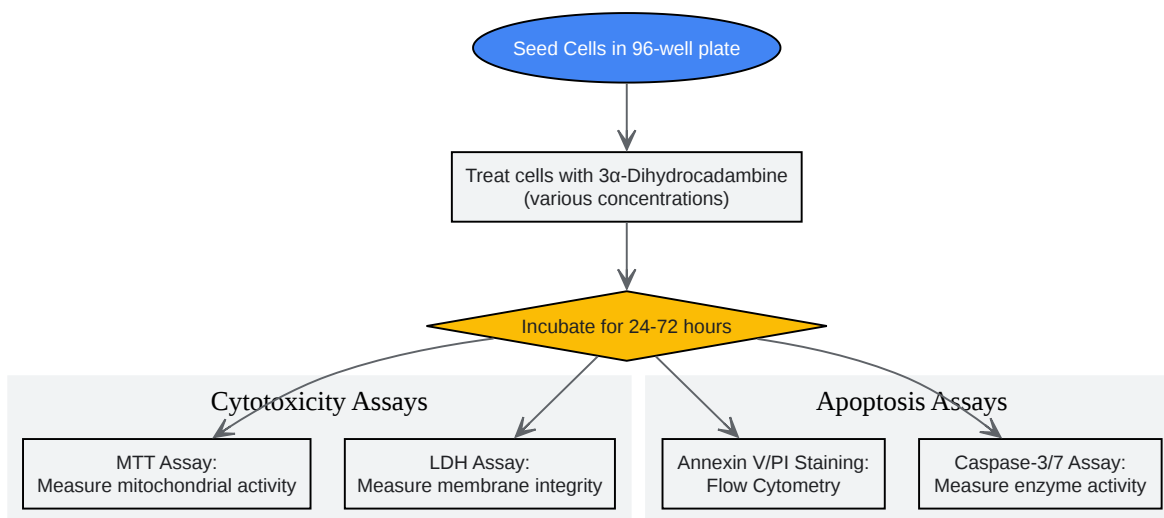 Seed Cells in 96-well plate
Treat cells with 3α-Dihydrocadambine
(various concentrations)
Incubate for 24-72 hours
Cytotoxicity Assays
MTT Assay:
Measure mitochondrial activity
LDH Assay:
Measure membrane integrity
Apoptosis Assays
Annexin V/PI Staining:
Flow Cytometry
Caspase-3/7 Assay:
Measure enzyme activity